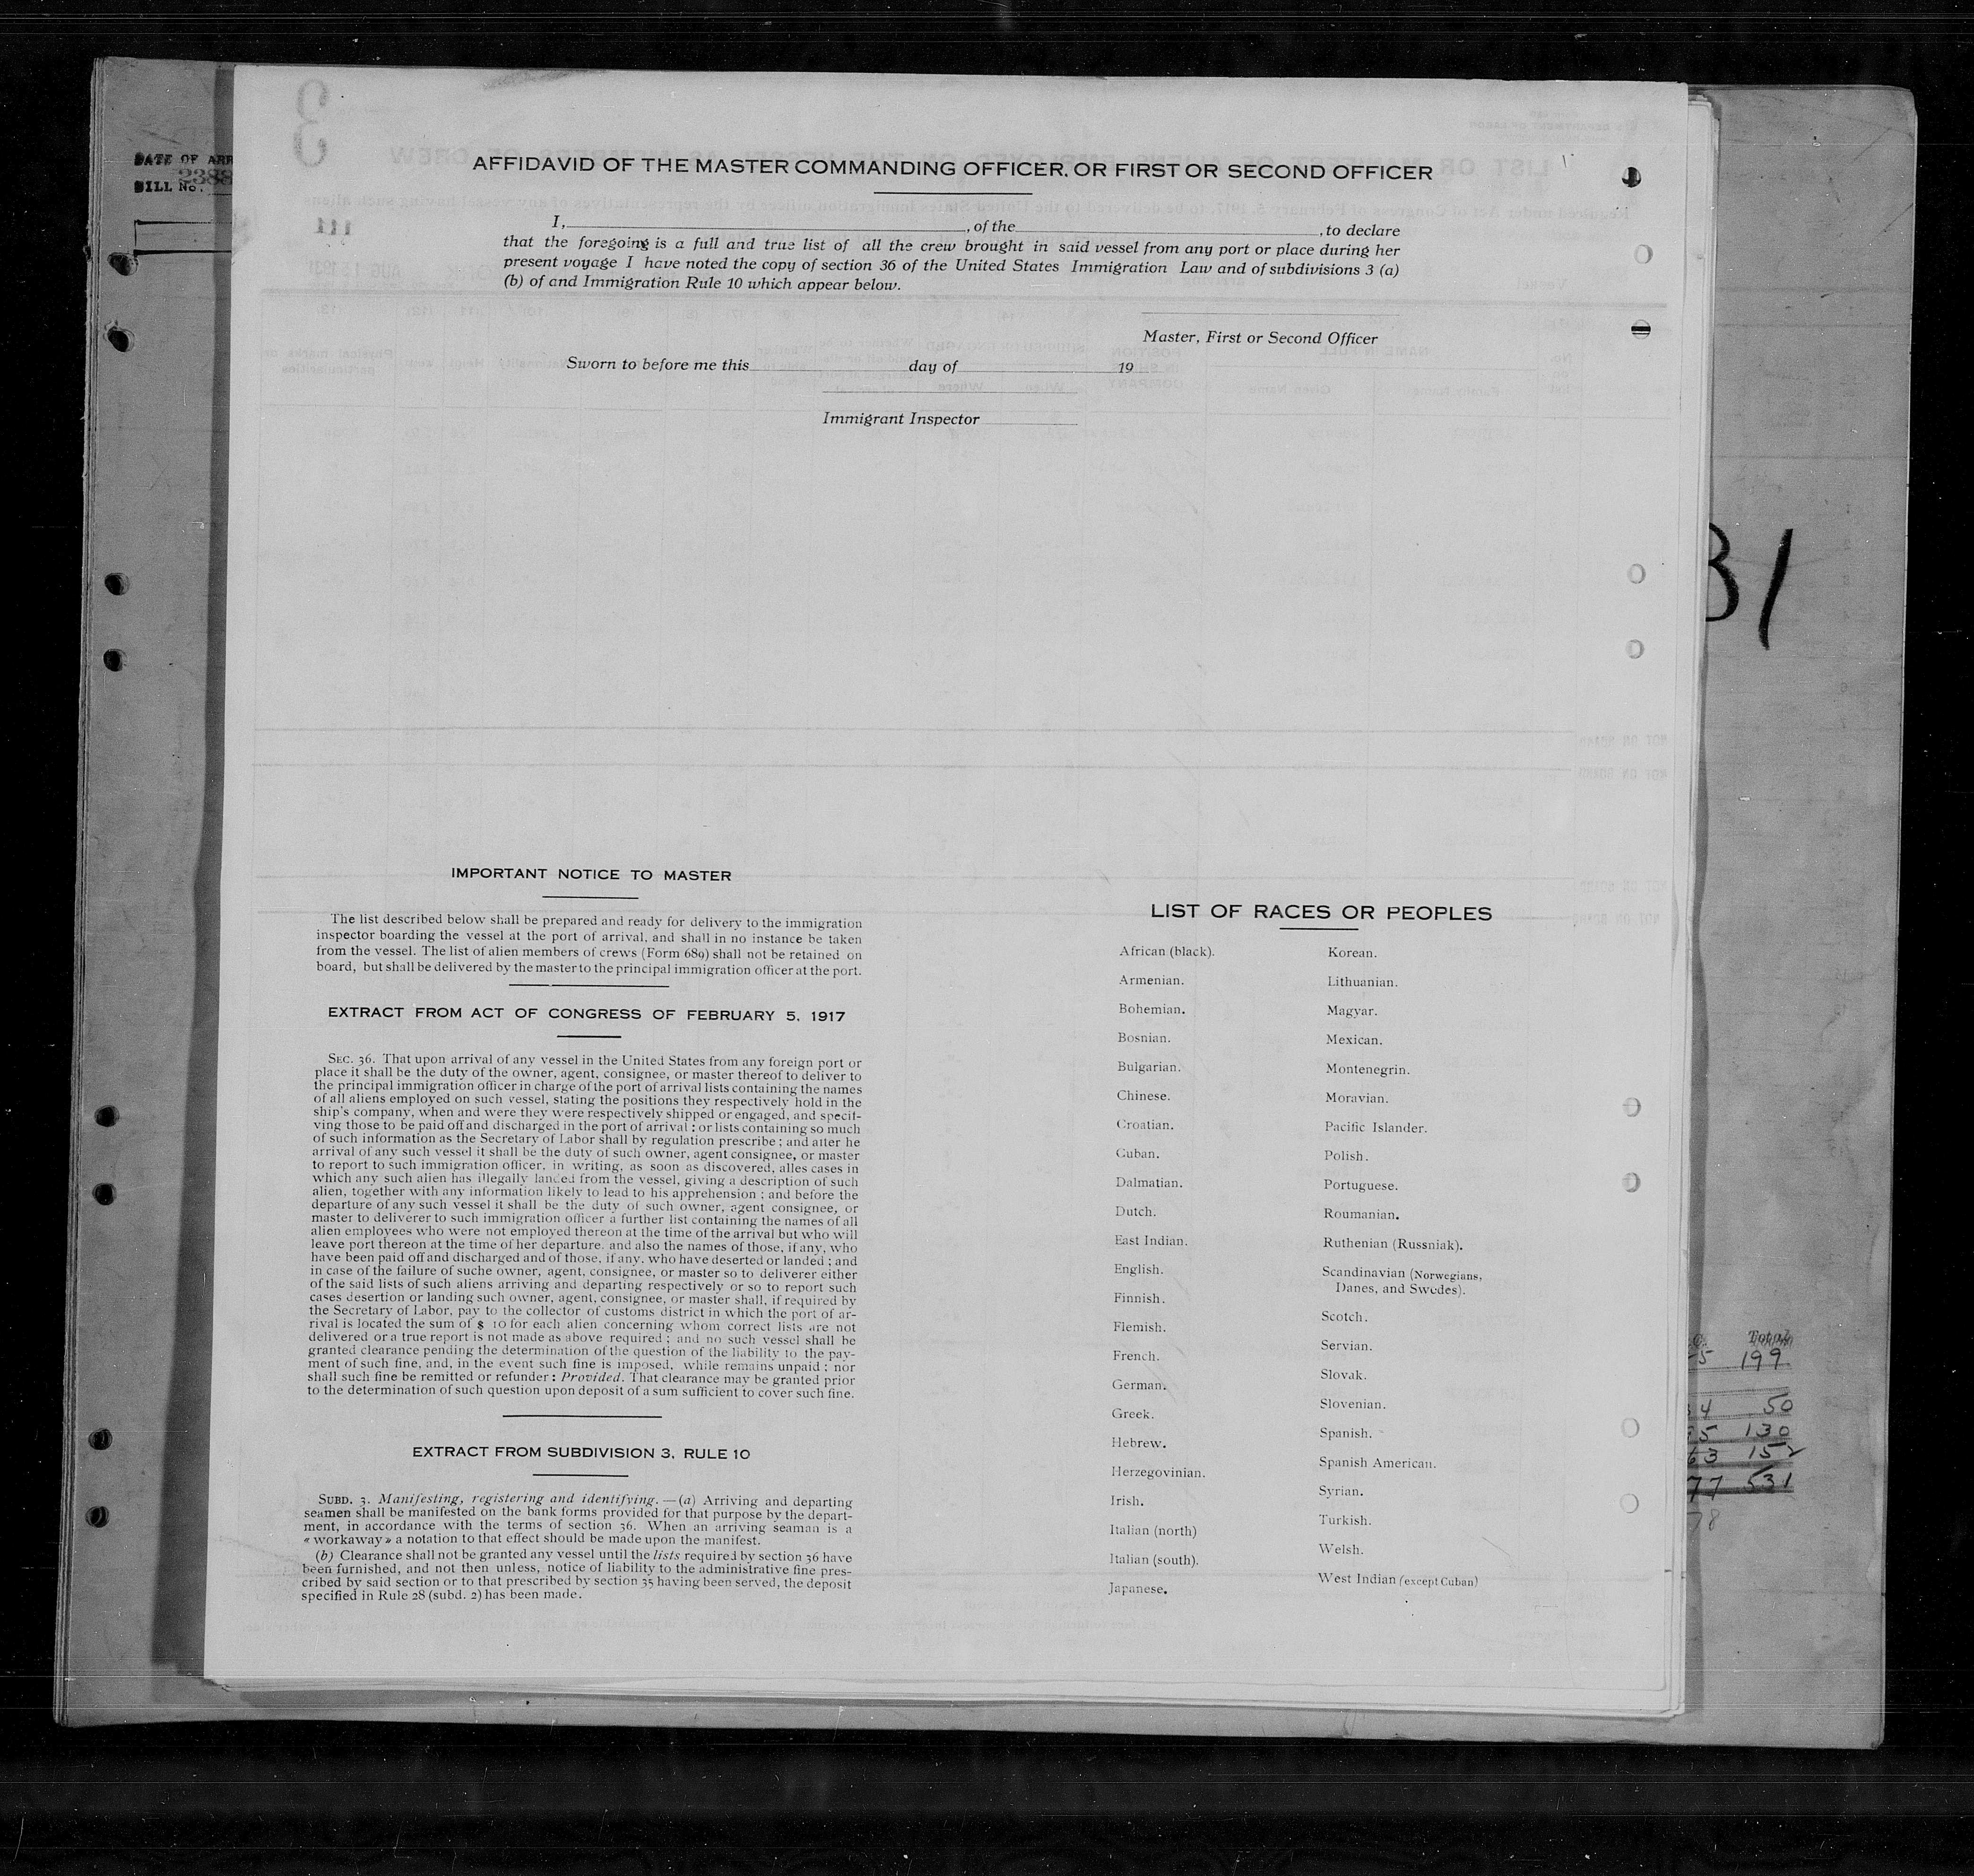 DATE OF ARR
BILL No.
2388
AFFIDAVID OF THE MASTER COMMANDING OFFICER, OR FIRST OR SECOND OFFICER
I, , of the , to declare
that the foregoing is a full and true list of all the crew brought in said vessel from any port or place during her
present voyage I have noted the copy of section 36 of the United States Immigration Law and of subdivisions 3 (a)
(b) of and Immigration Rule 10 which appear below.
Master, First or Second Officer
Sworn to before me this day of 19
Immigrant Inspector
31
IMPORTANT NOTICE TO MASTER
The list described below shall be prepared and ready for delivery to the immigration
inspector boarding the vessel at the port of arrival, and shall in no instance be taken
from the vessel. The list of alien members of crews (Form 689) shall not be retained on
board, but shall be delivered by the master to the principal immigration officer at the port.
EXTRACT FROM ACT OF CONGRESS OF FEBRUARY 5, 1917
SEC. 36. That upon arrival of any vessel in the United States from any foreign port or
place it shall be the duty of the owner, agent, consignee, or master thereof to deliver to
the principal immigration officer in charge of the port of arrival lists containing the names
of all aliens employed on such vessel, stating the positions they respectively hold in the
ship's company, when and were they were respectively shipped or engaged, and specit-
ving those to be paid off and discharged in the port of arrival : or lists containing so much
of such information as the Secretary of Labor shall by regulation prescribe ; and atter he
arrival of any such vessel it shall be the duty of such owner, agent consignee, or master
to report to such immigration officer, in writing, as soon as discovered, alles cases in
which any such alien has illegally landed from the vessel, giving a description of such
alien, together with any information likely to lead to his apprehension ; and before the
departure of any such vessel it shall be the duty of such owner, agent consignee, or
master to deliverer to such immigration officer a further list containing the names of all
alien employees who were not employed thereon at the time of the arrival but who will
leave port thereon at the time of her departure. and also the names of those, if any, who
have been paid off and discharged and of those, if any, who have deserted or landed ; and
in case of the failure of suche owner, agent, consignee, or master so to deliverer either
of the said lists of such aliens arriving and departing respectively or so to report such
cases desertion or landing such owner, agent, consignee, or master shall, if required by
the Secretary of Labor, pay to the collector of customs district in which the port of ar-
rival is located the sum of $ 10 for each alien concerning whom correct lists are not
delivered or a true report is not made as above required ; and no such vessel shall be
granted clearance pending the determination of the question of the liability to the pay-
ment of such fine, and, in the event such fine is imposed, while remains unpaid ; nor
shall such fine be remitted or refunder : Provided. That clearance may be granted prior
to the determination of such question upon deposit of a sum sufficient to cover such fine.
EXTRACT FROM SUBDIVISION 3, RULE 10
SUBD. 3. Manifesting, registering and identifying. — (a) Arriving and departing
seamen shall be manifested on the bank forms provided for that purpose by the depart-
ment, in accordance with the terms of section 36. When an arriving seaman is a
« workaway » a notation to that effect should be made upon the manifest.
(b) Clearance shall not be granted any vessel until the lists required by section 36 have
been furnished, and not then unless, notice of liability to the administrative fine pres-
cribed by said section or to that prescribed by section 35 having been served, the deposit
specified in Rule 28 (subd. 2) has been made.
LIST OF RACES OR PEOPLES
African (black).
Armenian.
Bohemian.
Bosnian.
Bulgarian.
Chinese.
Croatian.
Cuban.
Dalmatian.
Dutch.
East Indian.
English.
Finnish.
Flemish.
French.
German.
Greek.
Hebrew.
Herzegovinian.
Irish.
Italian (north)
Italian (south).
Japanese.
Korean.
Lithuanian.
Magyar.
Mexican.
Montenegrin.
Moravian.
Pacific Islander.
Polish.
Portuguese.
Roumanian.
Ruthenian (Russniak).
Scandinavian (Norwegians,
Danes, and Swedes).
Scotch.
Servian.
Slovak.
Slovenian.
Spanish.
Spanish American.
Syrian.
Turkish.
Welsh.
West Indian (except Cuban)
Total
5 199
4 50
5 130
63 152
77 531
78